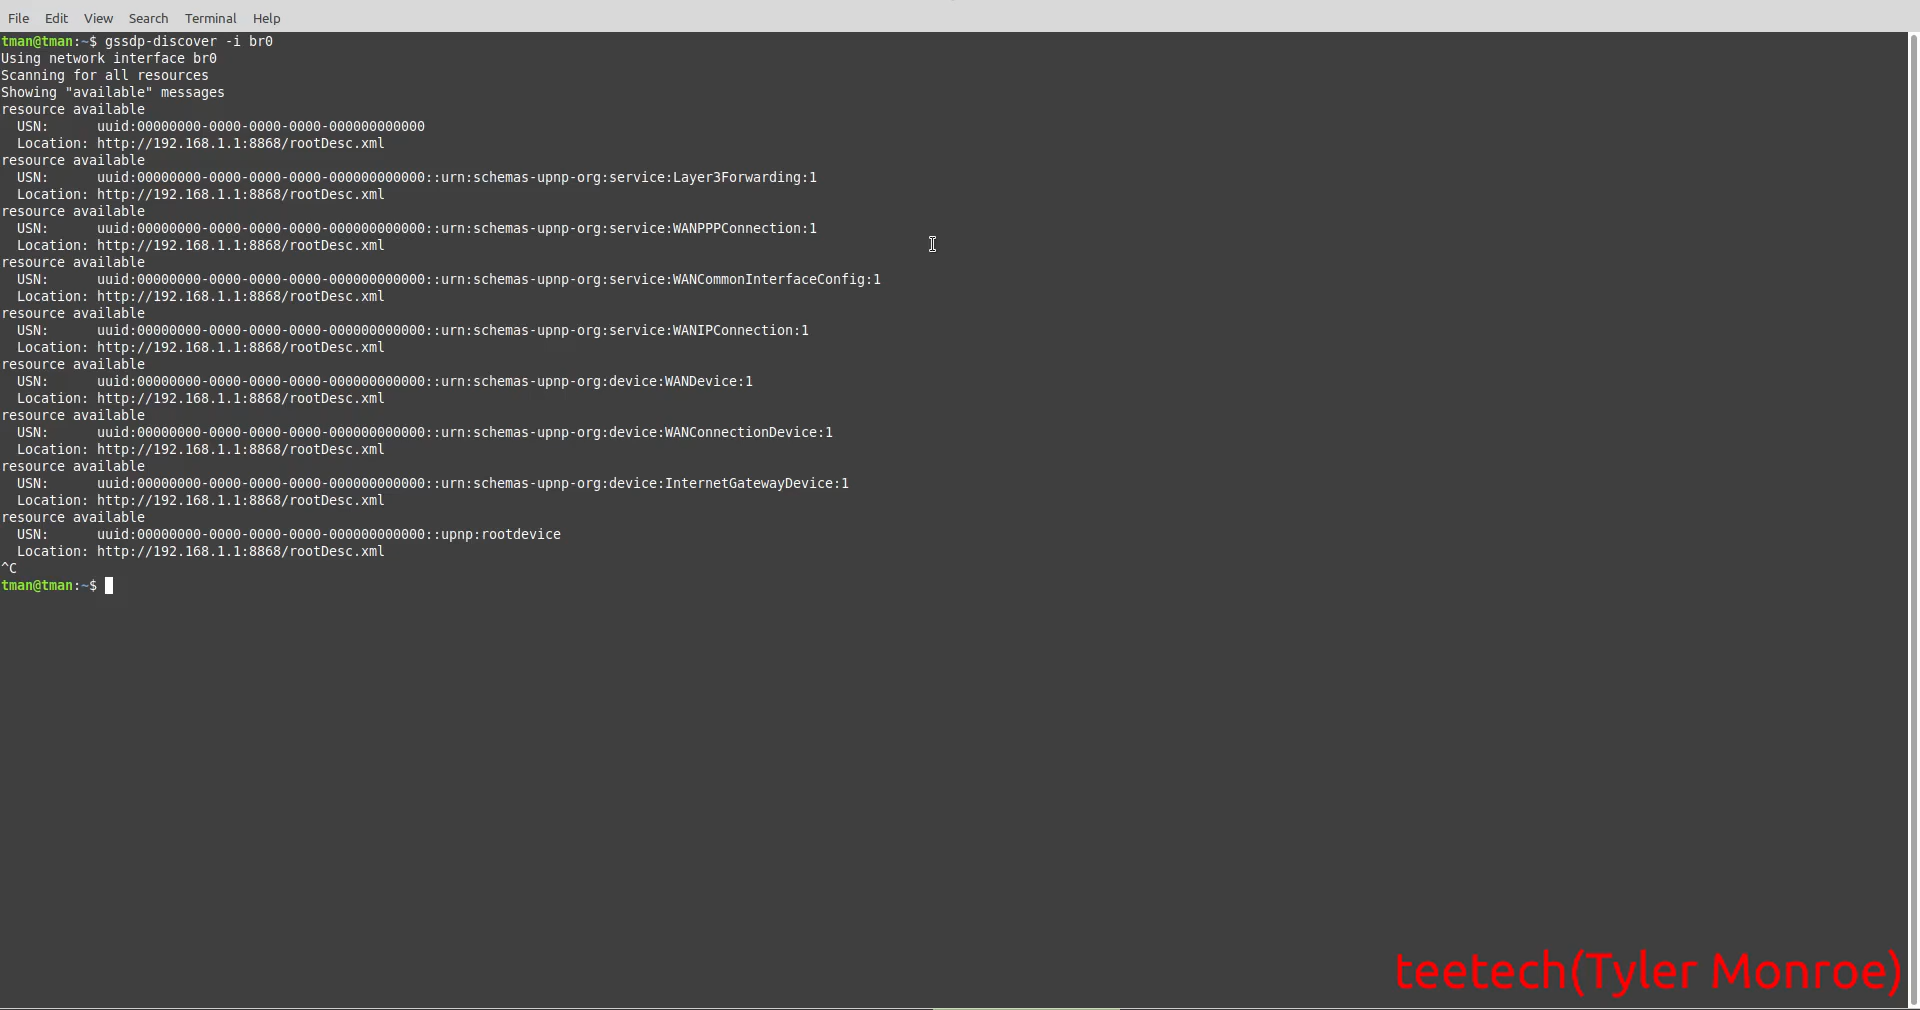 File Edit View Search Terminal Help
tman@tman:~$ gssdp-discover -i br0
Using network interface br0
Scanning for all resources
Showing "available" messages
resource available
  USN:      uuid:00000000-0000-0000-0000-000000000000
  Location: http://192.168.1.1:8868/rootDesc.xml
resource available
  USN:      uuid:00000000-0000-0000-0000-000000000000::urn:schemas-upnp-org:service:Layer3Forwarding:1
  Location: http://192.168.1.1:8868/rootDesc.xml
resource available
  USN:      uuid:00000000-0000-0000-0000-000000000000::urn:schemas-upnp-org:service:WANPPPConnection:1
  Location: http://192.168.1.1:8868/rootDesc.xml
resource available
  USN:      uuid:00000000-0000-0000-0000-000000000000::urn:schemas-upnp-org:service:WANCommonInterfaceConfig:1
  Location: http://192.168.1.1:8868/rootDesc.xml
resource available
  USN:      uuid:00000000-0000-0000-0000-000000000000::urn:schemas-upnp-org:service:WANIPConnection:1
  Location: http://192.168.1.1:8868/rootDesc.xml
resource available
  USN:      uuid:00000000-0000-0000-0000-000000000000::urn:schemas-upnp-org:device:WANDevice:1
  Location: http://192.168.1.1:8868/rootDesc.xml
resource available
  USN:      uuid:00000000-0000-0000-0000-000000000000::urn:schemas-upnp-org:device:WANConnectionDevice:1
  Location: http://192.168.1.1:8868/rootDesc.xml
resource available
  USN:      uuid:00000000-0000-0000-0000-000000000000::urn:schemas-upnp-org:device:InternetGatewayDevice:1
  Location: http://192.168.1.1:8868/rootDesc.xml
resource available
  USN:      uuid:00000000-0000-0000-0000-000000000000::upnp:rootdevice
  Location: http://192.168.1.1:8868/rootDesc.xml
^C
tman@tman:~$
teetech(Tyler Monroe)